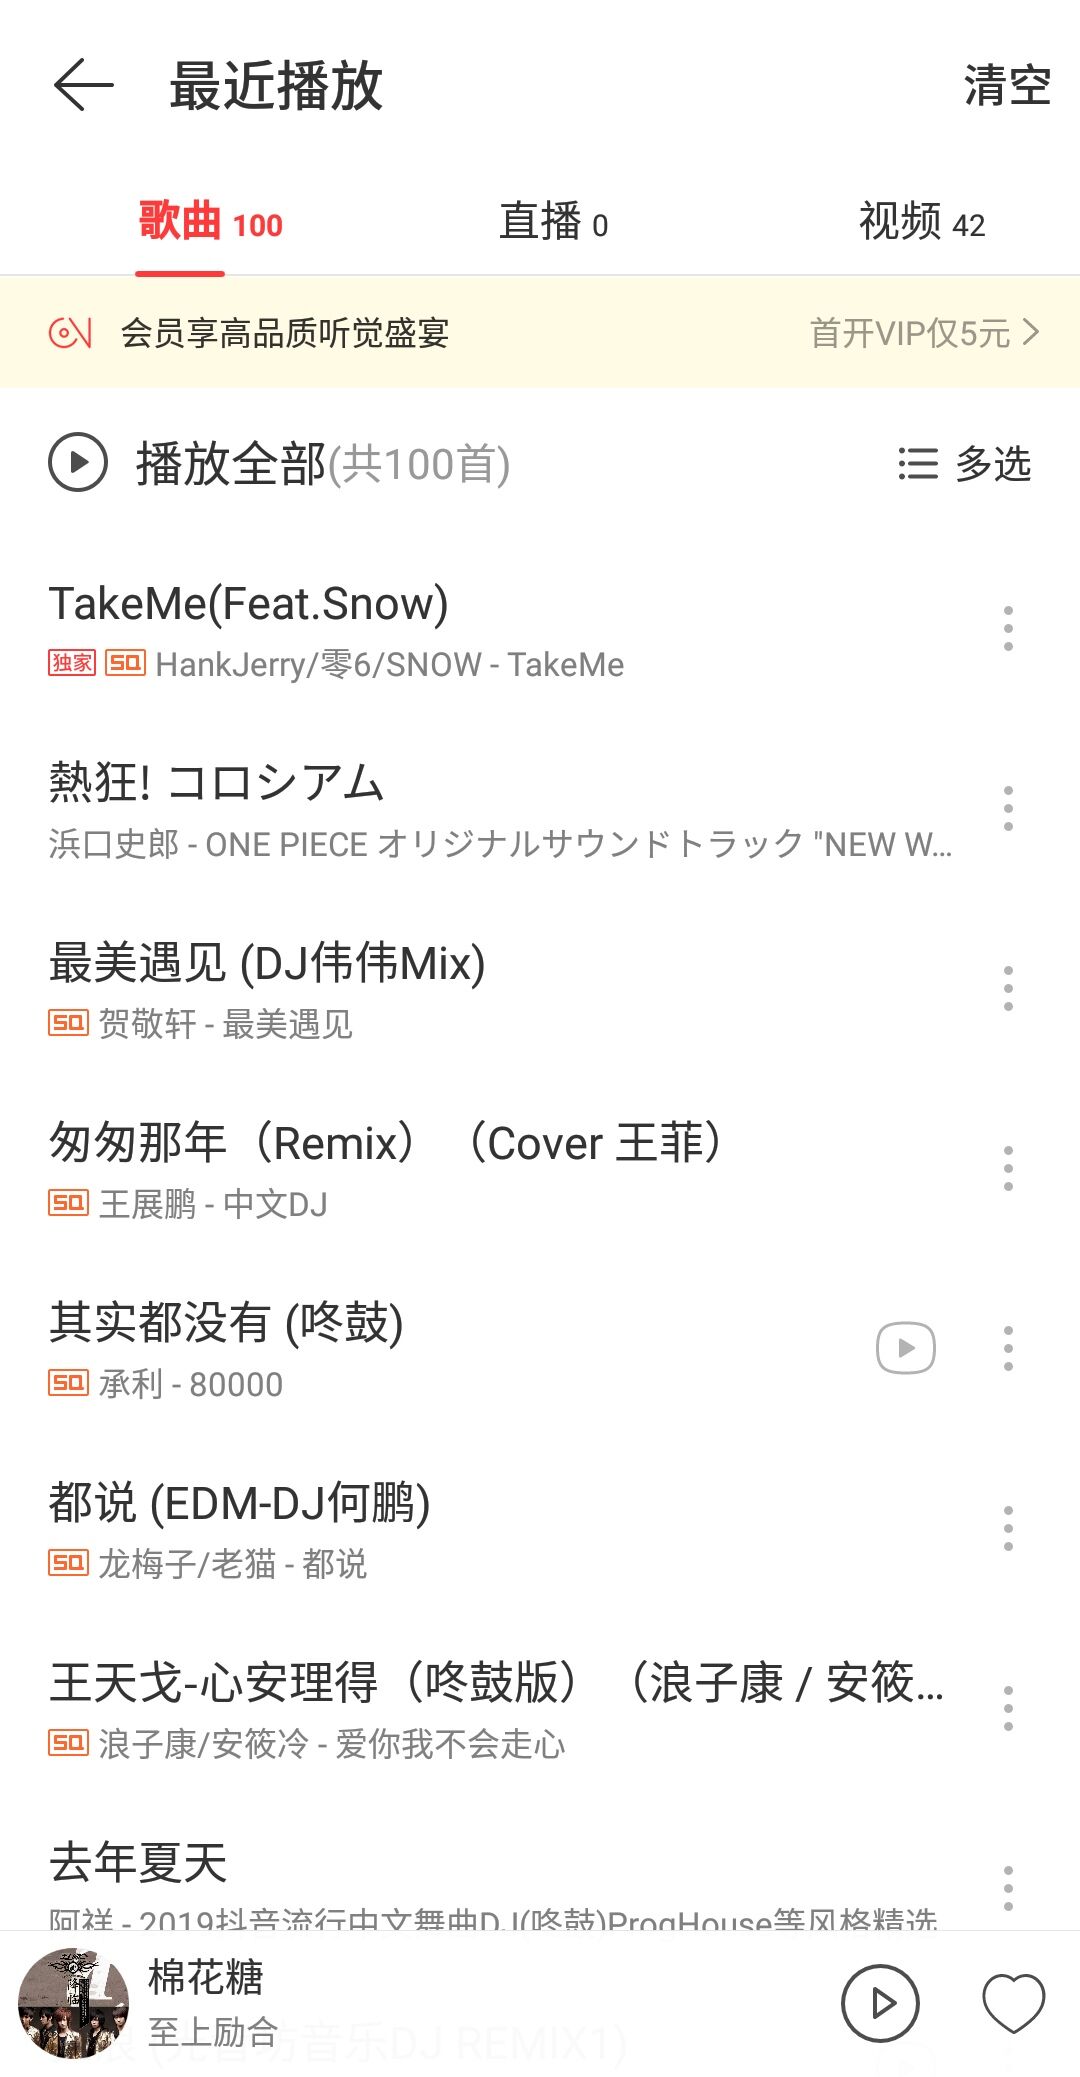 最近播放 清空
歌曲 100 直播 0 视频 42
会员享高品质听觉盛宴 首开VIP仅5元
播放全部(共100首) 多选
TakeMe(Feat.Snow)
独家 SQ HankJerry/零6/SNOW - TakeMe
熱狂! コロシアム
浜口史郎 - ONE PIECE オリジナルサウンドトラック "NEW W...
最美遇见 (DJ伟伟Mix)
SQ 贺敬轩 - 最美遇见
匆匆那年（Remix）（Cover 王菲）
SQ 王展鹏 - 中文DJ
其实都没有 (咚鼓)
SQ 承利 - 80000
都说 (EDM-DJ何鹏)
SQ 龙梅子/老猫 - 都说
王天戈-心安理得（咚鼓版）（浪子康 / 安筱...
SQ 浪子康/安筱冷 - 爱你我不会走心
去年夏天
阿祥 - 2019抖音流行中文舞曲DJ(咚鼓)ProgHouse等风格精选
棉花糖
至上励合
音乐DJ REMIX1)